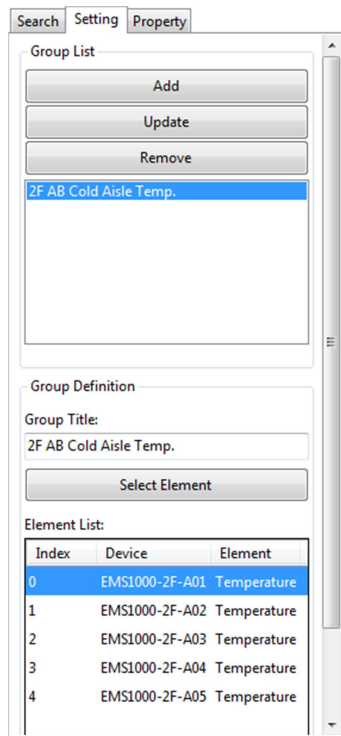 Search Setting Property
Group List
Add
Update
Remove
2F AB Cold Aisle Temp.
Group Definition
Group Title:
2F AB Cold Aisle Temp.
Select Element
Element List:
Index Device Element
0 EMS1000-2F-A01 Temperature
1 EMS1000-2F-A02 Temperature
2 EMS1000-2F-A03 Temperature
3 EMS1000-2F-A04 Temperature
4 EMS1000-2F-A05 Temperature